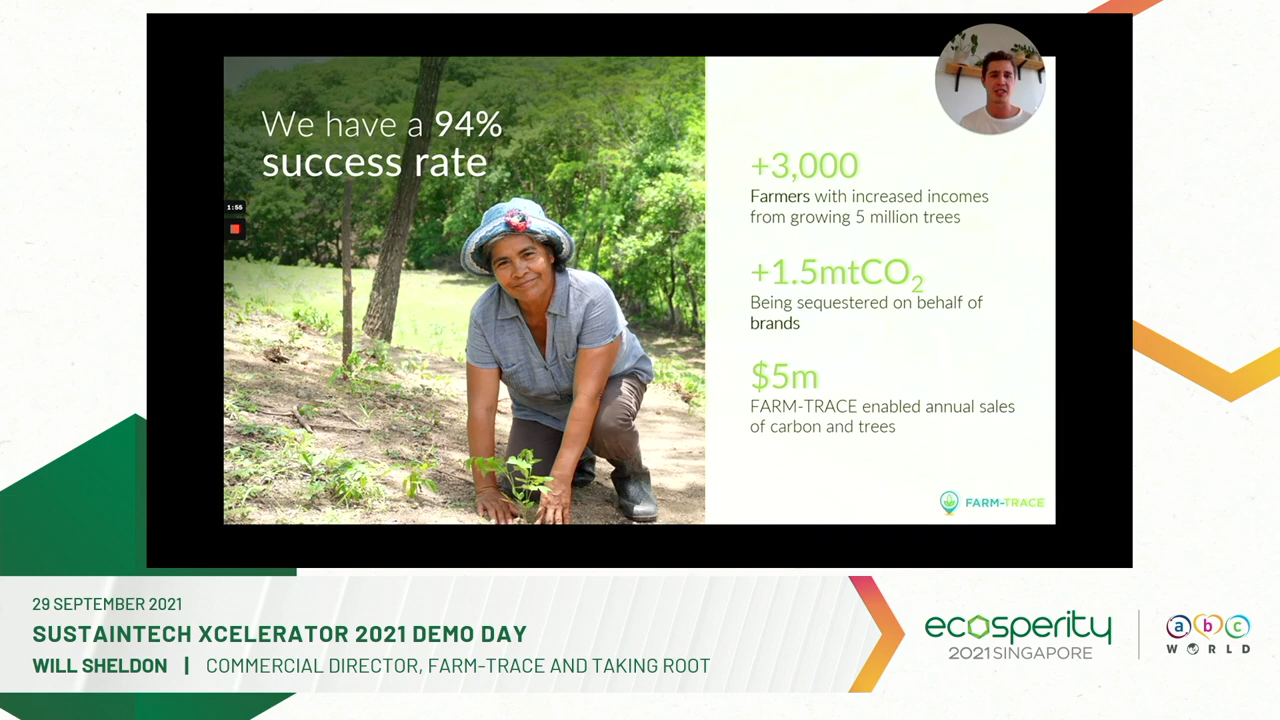 We have a 94%
success rate
1:55
+3,000
Farmers with increased incomes
from growing 5 million trees
+1.5mtCO₂
Being sequestered on behalf of
brands
$5m
FARM-TRACE enabled annual sales
of carbon and trees
FARM-TRACE
29 SEPTEMBER 2021
SUSTAINTECH XCELERATOR 2021 DEMO DAY
WILL SHELDON | COMMERCIAL DIRECTOR, FARM-TRACE AND TAKING ROOT
ecosperity
2021 SINGAPORE
a b c
WORLD